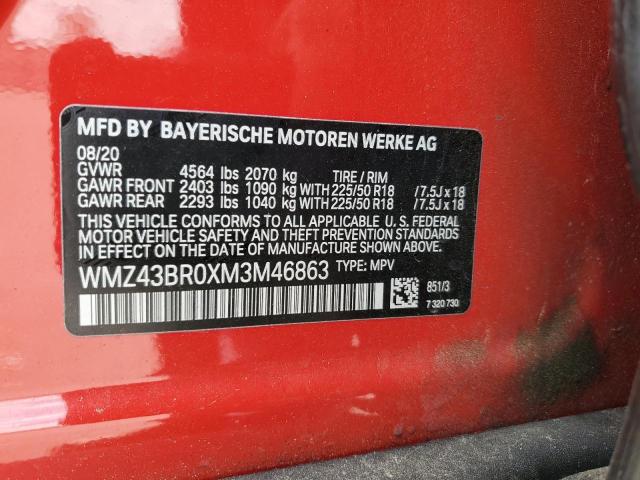 MFD BY BAYERISCHE MOTOREN WERKE AG
08/20
GVWR 4564 lbs 2070 kg TIRE / RIM
GAWR FRONT 2403 lbs 1090 kg WITH 225/50 R18 /7.5J x 18
GAWR REAR 2293 lbs 1040 kg WITH 225/50 R18 /7.5J x 18
THIS VEHICLE CONFORMS TO ALL APPLICABLE U. S. FEDERAL
MOTOR VEHICLE SAFETY AND THEFT PREVENTION STANDARDS
IN EFFECT ON THE DATE OF MANUFACTURE SHOWN ABOVE.
WMZ43BR0XM3M46863 TYPE: MPV
851/3
7 320 730